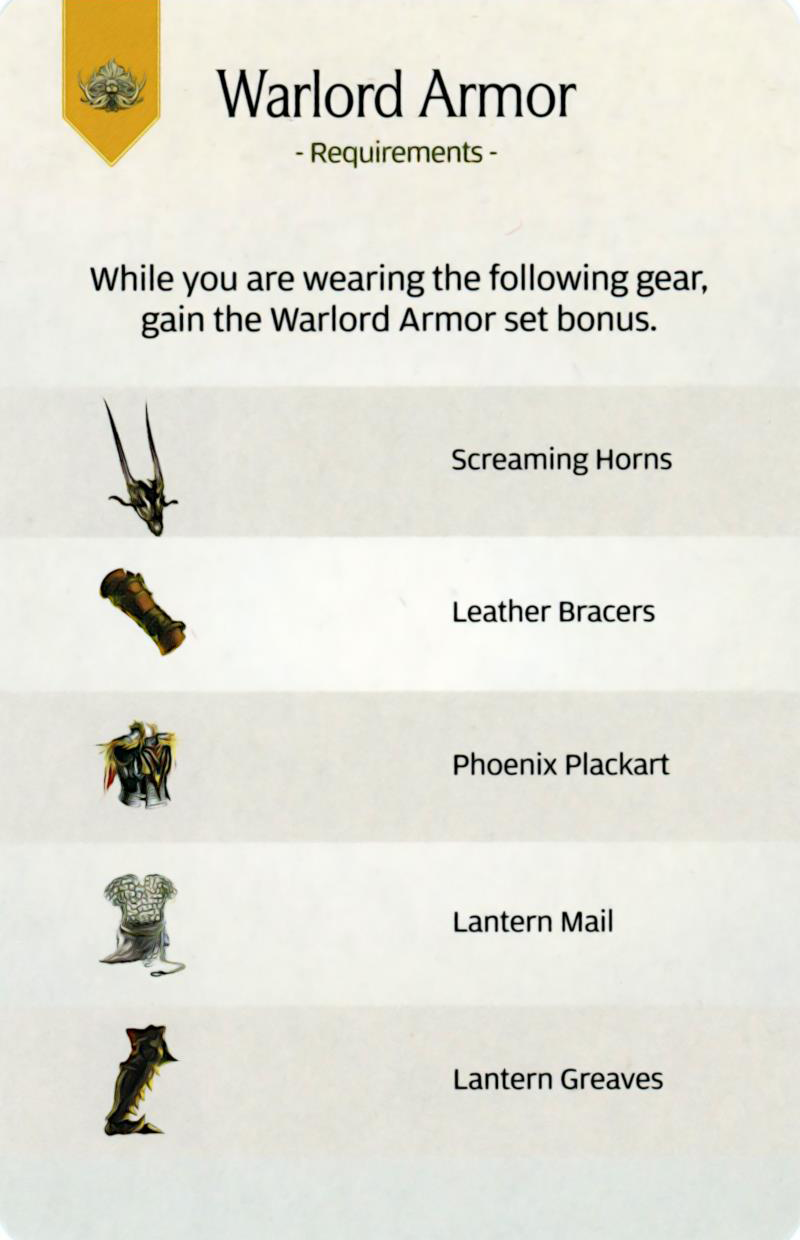 Warlord Armor
- Requirements -
While you are wearing the following gear,
gain the Warlord Armor set bonus.
Screaming Horns
Leather Bracers
Phoenix Plackart
Lantern Mail
Lantern Greaves